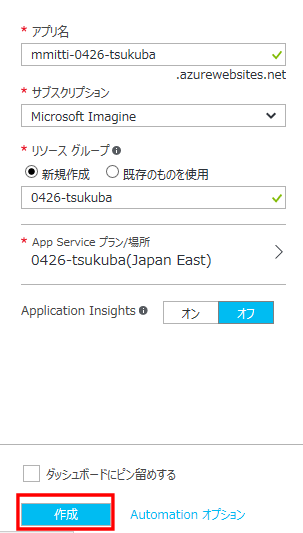 * アプリ名
mmitti-0426-tsukuba
.azurewebsites.net
* サブスクリプション
Microsoft Imagine
* リソース グループ
新規作成 既存のものを使用
0426-tsukuba
* App Service プラン/場所
0426-tsukuba(Japan East)
Application Insights オン オフ
ダッシュボードにピン留めする
作成 Automation オプション